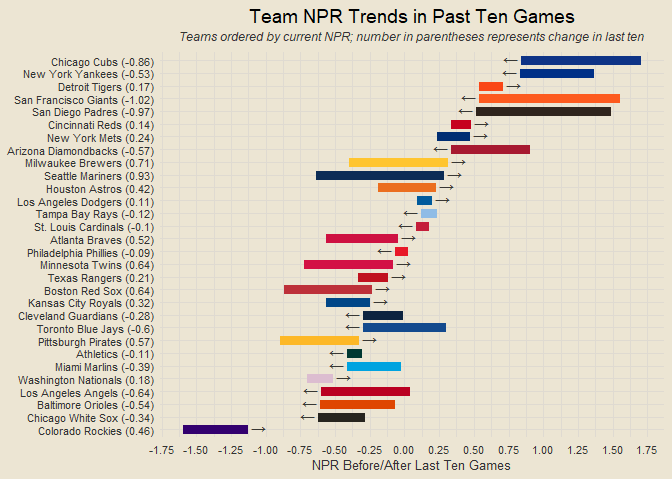 Team NPR Trends in Past Ten Games
Teams ordered by current NPR; number in parentheses represents change in last ten
Chicago Cubs (-0.86)
New York Yankees (-0.53)
Detroit Tigers (0.17)
San Francisco Giants (-1.02)
San Diego Padres (-0.97)
Cincinnati Reds (0.14)
New York Mets (0.24)
Arizona Diamondbacks (-0.57)
Milwaukee Brewers (0.71)
Seattle Mariners (0.93)
Houston Astros (0.42)
Los Angeles Dodgers (0.11)
Tampa Bay Rays (-0.12)
St. Louis Cardinals (-0.1)
Atlanta Braves (0.52)
Philadelphia Phillies (-0.09)
Minnesota Twins (0.64)
Texas Rangers (0.21)
Boston Red Sox (0.64)
Kansas City Royals (0.32)
Cleveland Guardians (-0.28)
Toronto Blue Jays (-0.6)
Pittsburgh Pirates (0.57)
Athletics (-0.11)
Miami Marlins (-0.39)
Washington Nationals (0.18)
Los Angeles Angels (-0.64)
Baltimore Orioles (-0.54)
Chicago White Sox (-0.34)
Colorado Rockies (0.46)
-1.75 -1.50 -1.25 -1.00 -0.75 -0.50 -0.25 0.00 0.25 0.50 0.75 1.00 1.25 1.50 1.75
NPR Before/After Last Ten Games